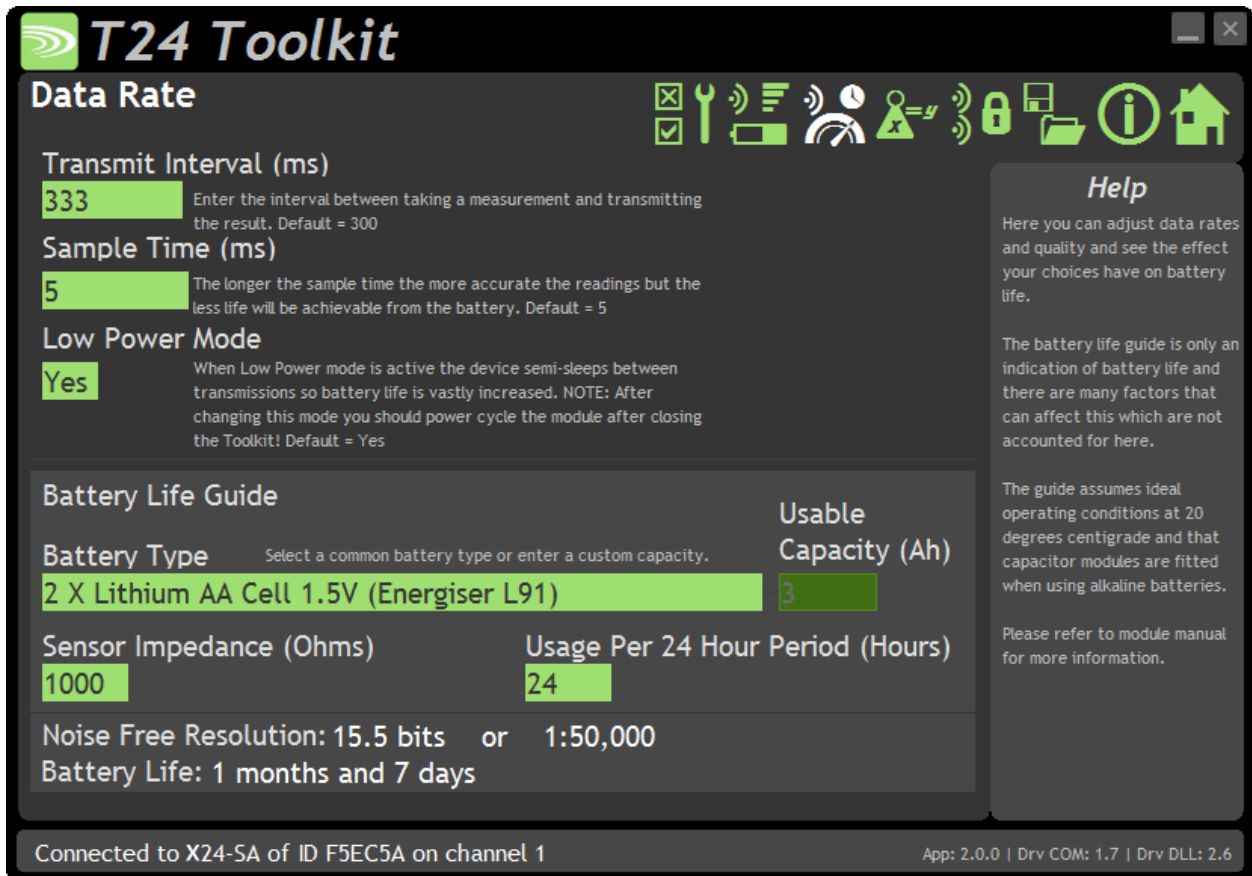 T24 Toolkit
Data Rate
Transmit Interval (ms)
333
Enter the interval between taking a measurement and transmitting
the result. Default = 300
Sample Time (ms)
5
The longer the sample time the more accurate the readings but the
less life will be achievable from the battery. Default = 5
Low Power Mode
Yes
When Low Power mode is active the device semi-sleeps between
transmissions so battery life is vastly increased. NOTE: After
changing this mode you should power cycle the module after closing
the Toolkit! Default = Yes
Battery Life Guide
Battery Type
Select a common battery type or enter a custom capacity.
Usable
Capacity (Ah)
2 X Lithium AA Cell 1.5V (Energiser L91)
3
Sensor Impedance (Ohms)
1000
Usage Per 24 Hour Period (Hours)
24
Noise Free Resolution: 15.5 bits or 1:50,000
Battery Life: 1 months and 7 days
x=y
Help
Here you can adjust data rates
and quality and see the effect
your choices have on battery
life.
The battery life guide is only an
indication of battery life and
there are many factors that
can affect this which are not
accounted for here.
The guide assumes ideal
operating conditions at 20
degrees centigrade and that
capacitor modules are fitted
when using alkaline batteries.
Please refer to module manual
for more information.
Connected to X24-SA of ID F5EC5A on channel 1
App: 2.0.0 | Drv COM: 1.7 | Drv DLL: 2.6